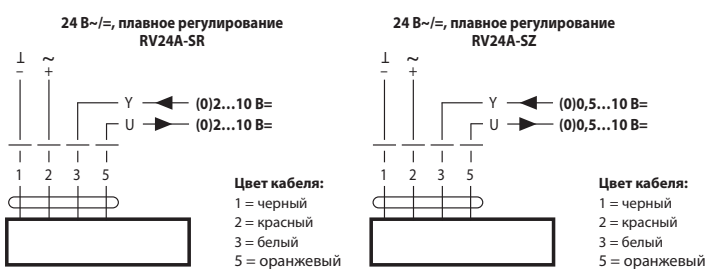 24 В~/=, плавное регулирование
RV24A-SR
⊥ ~
– +
Y (0)2…10 В=
U (0)2…10 В=
1 2 3 5
Цвет кабеля:
1 = черный
2 = красный
3 = белый
5 = оранжевый
24 В~/=, плавное регулирование
RV24A-SZ
⊥ ~
– +
Y (0)0,5…10 В=
U (0)0,5…10 В=
1 2 3 5
Цвет кабеля:
1 = черный
2 = красный
3 = белый
5 = оранжевый